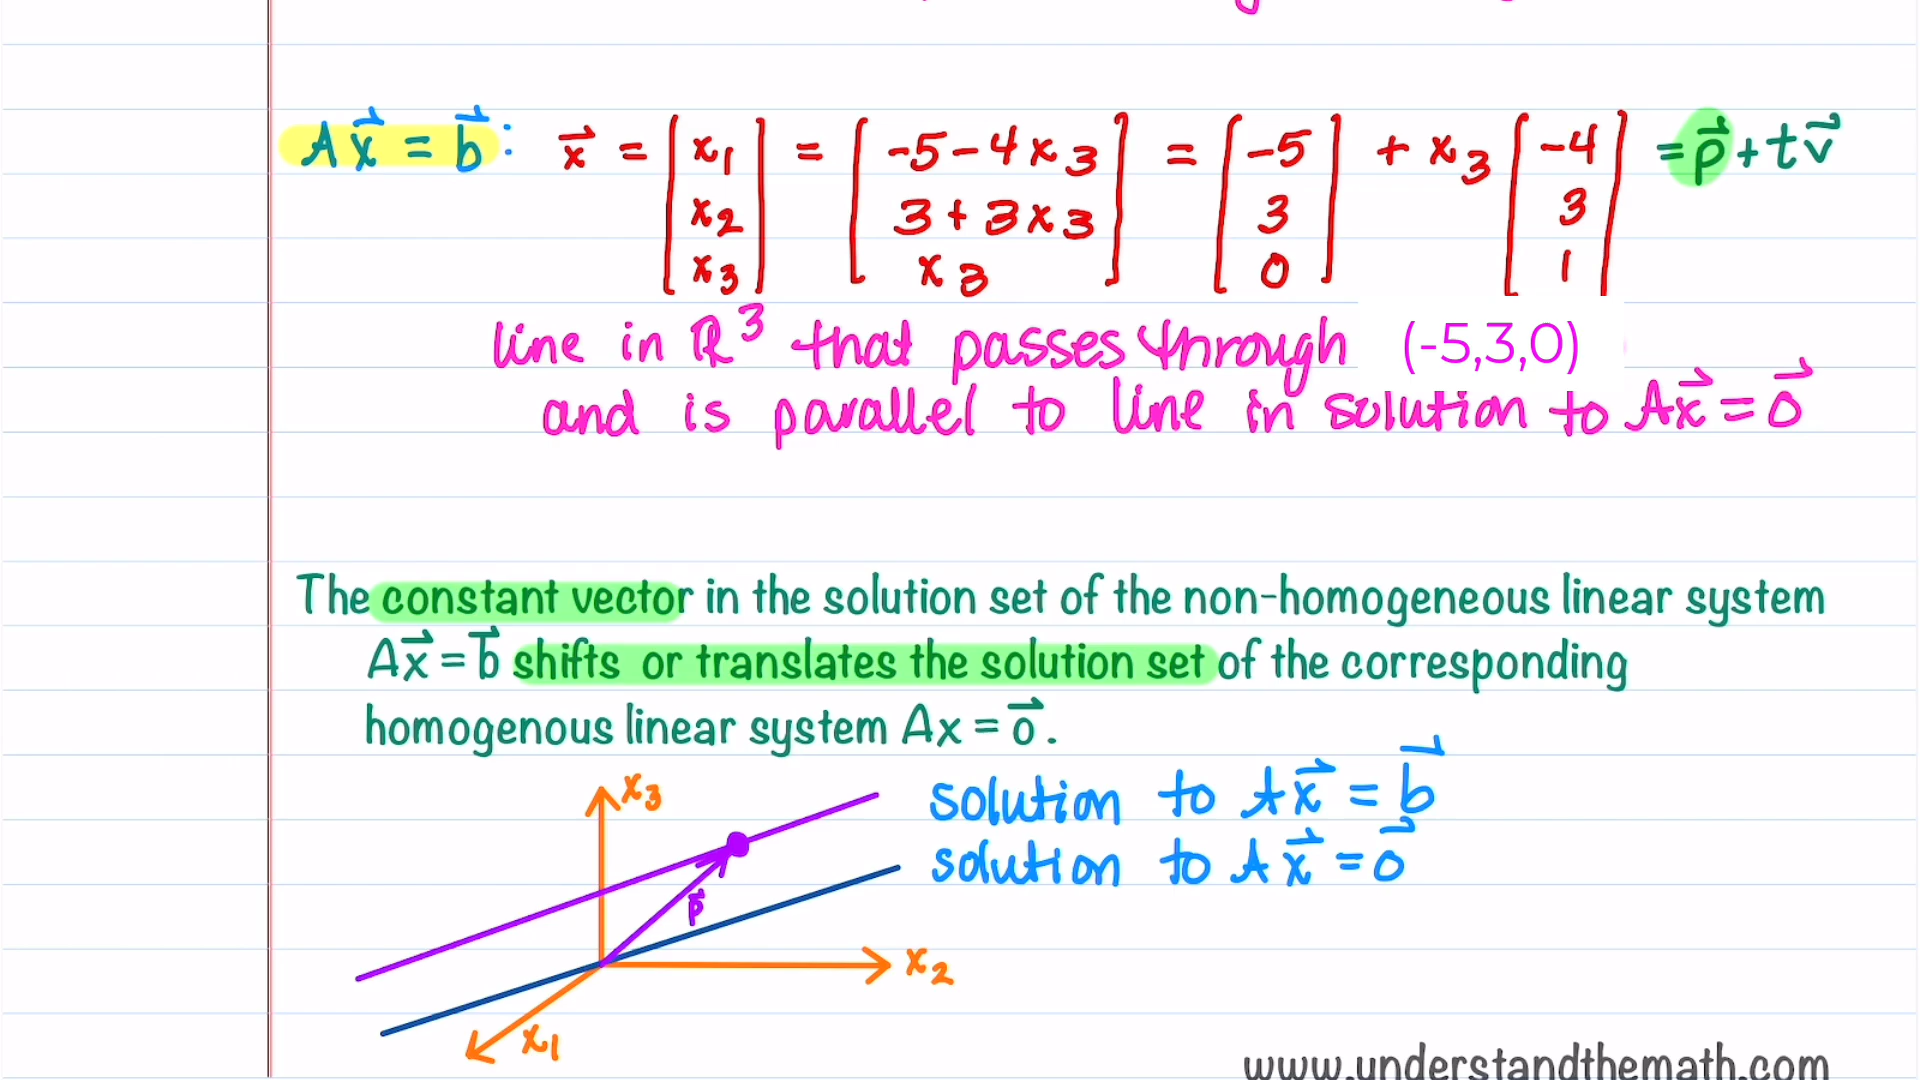 Ax⃗ = b⃗ : x⃗ = [x₁ x₂ x₃] = [-5-4x₃ 3+3x₃ x₃] = [-5 3 0] + x₃ [-4 3 1] = p⃗ + tv⃗
line in ℝ³ that passes through (-5,3,0)
and is parallel to line in solution to Ax⃗ = 0⃗
The constant vector in the solution set of the non-homogeneous linear system
Ax⃗ = b⃗ shifts or translates the solution set of the corresponding
homogenous linear system Ax = 0⃗.
x₃
solution to Ax⃗ = b⃗
solution to Ax⃗ = 0⃗
p⃗
x₂
x₁
www.understandthemath.com